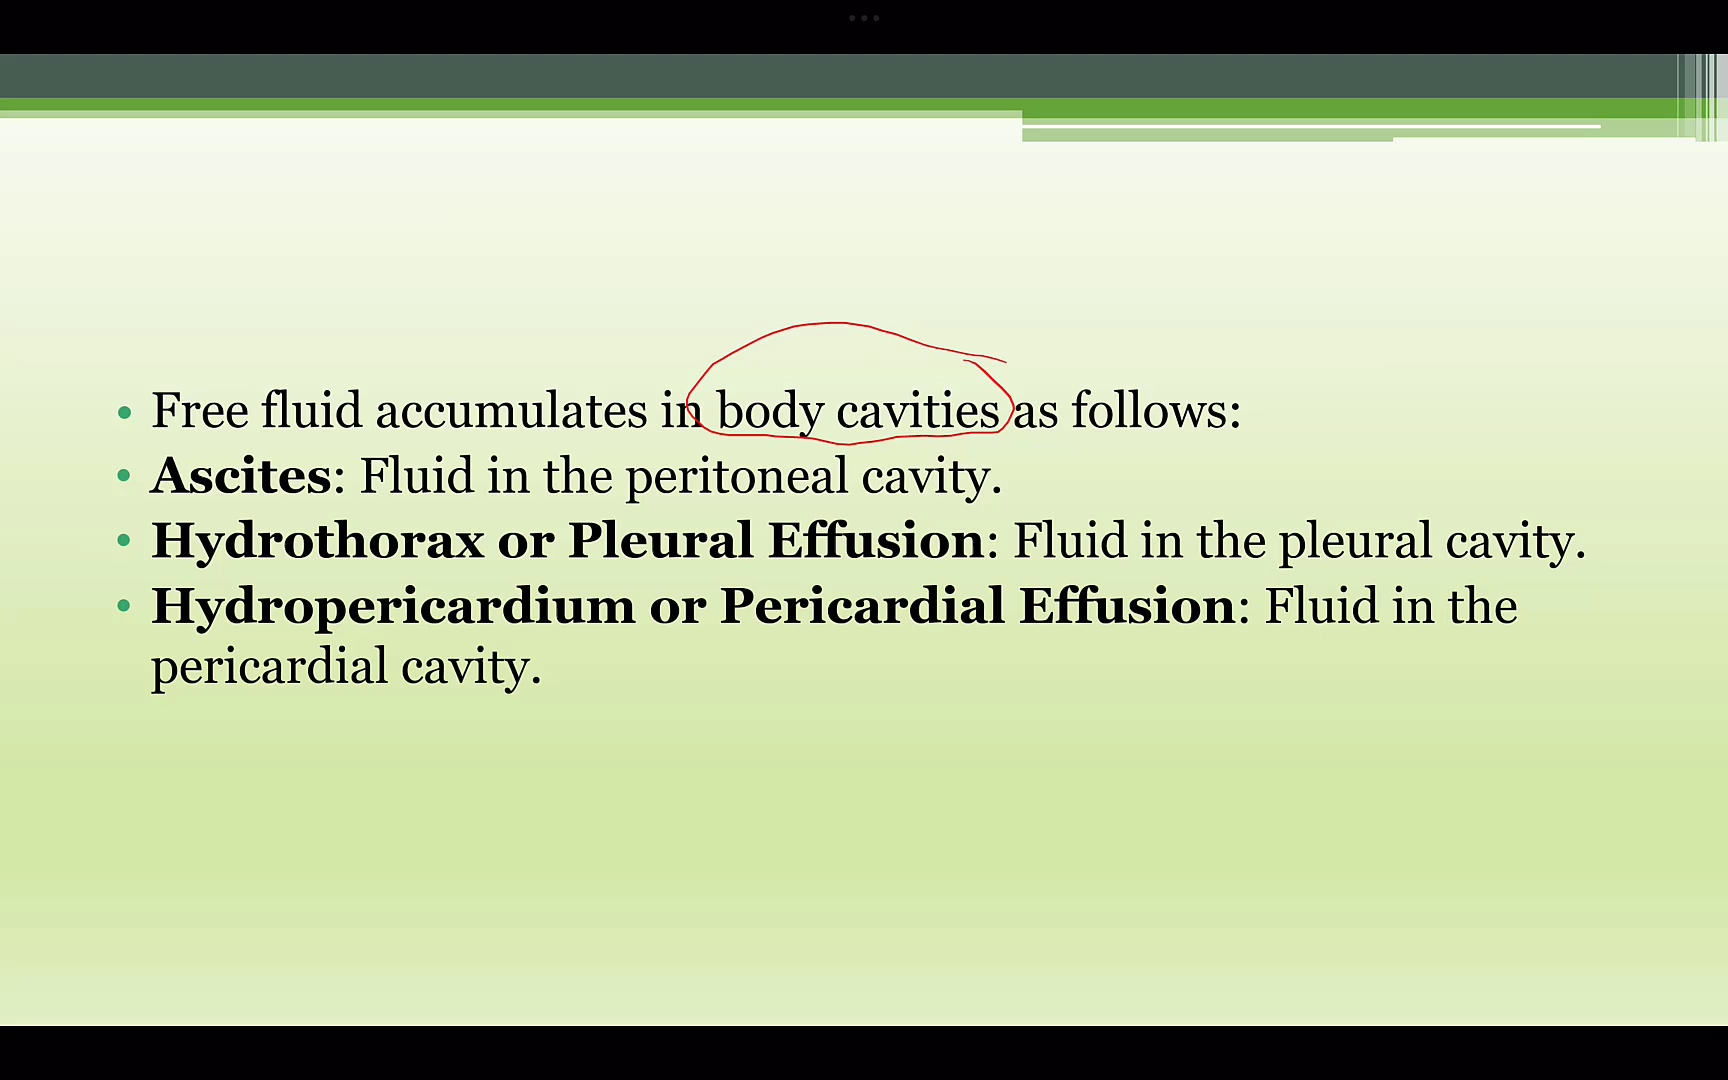 • Free fluid accumulates in body cavities as follows:
• Ascites: Fluid in the peritoneal cavity.
• Hydrothorax or Pleural Effusion: Fluid in the pleural cavity.
• Hydropericardium or Pericardial Effusion: Fluid in the
pericardial cavity.